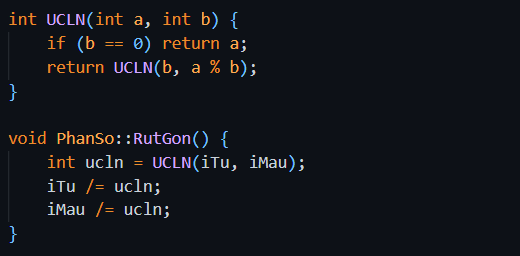 int UCLN(int a, int b) {
    if (b == 0) return a;
    return UCLN(b, a % b);
}

void PhanSo::RutGon() {
    int ucln = UCLN(iTu, iMau);
    iTu /= ucln;
    iMau /= ucln;
}